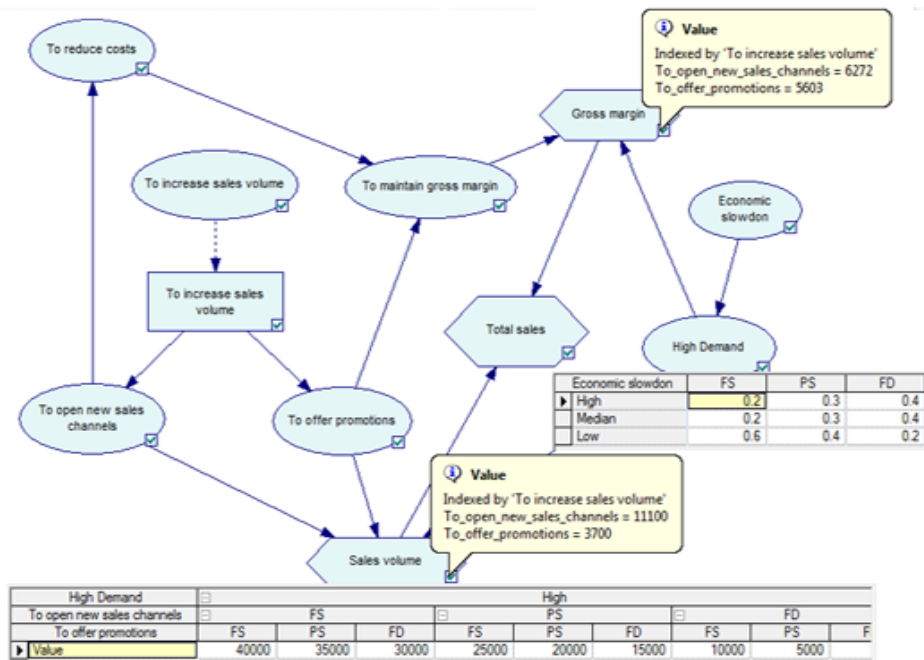 To reduce costs
Value
Indexed by 'To increase sales volume'
To_open_new_sales_channels = 6272
To_offer_promotions = 5603
Gross margin
To increase sales volume
To maintain gross margin
Economic
slowdon
To increase sales
volume
Total sales
High Demand
To open new sales
channels
To offer promotions
Economic slowdon FS PS FD
High 0.2 0.3 0.4
Median 0.2 0.3 0.4
Low 0.6 0.4 0.2
Value
Indexed by 'To increase sales volume'
To_open_new_sales_channels = 11100
To_offer_promotions = 3700
Sales volume
High Demand High
To open new sales channels FS PS FD
To offer promotions FS PS FD FS PS FD FS PS
Value 40000 35000 30000 25000 20000 15000 10000 5000